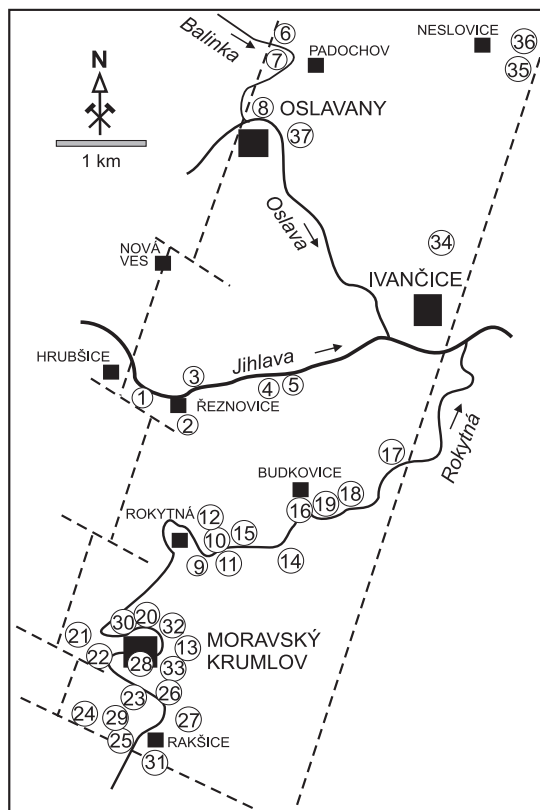 6
NESLOVICE
36
Balinka
7
PADOCHOV
35
N
8
OSLAVANY
37
1 km
Oslava
34
NOVÁ
VES
IVANČICE
HRUBŠICE
Jihlava
3
4
5
1
ŘEZNOVICE
2
Rokytná
17
BUDKOVICE
16
19
18
ROKYTNÁ
12
10
15
9
11
14
30
20
32
21
13
MORAVSKÝ
KRUMLOV
22
28
33
23
26
24
29
27
25
RAKŠICE
31